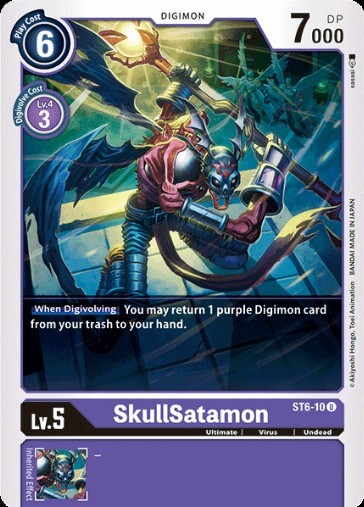 Play Cost
6
DIGIMON
7000
DP
Digivolve Cost
Lv.4
3
sasasi
When Digivolving You may return 1 purple Digimon card
from your trash to your hand.
©Akiyoshi Hongo, Toei Animation BANDAI MADE IN JAPAN
Lv.5
SkullSatamon
ST6-10 U
Ultimate | Virus | Undead
Inherited Effect
-